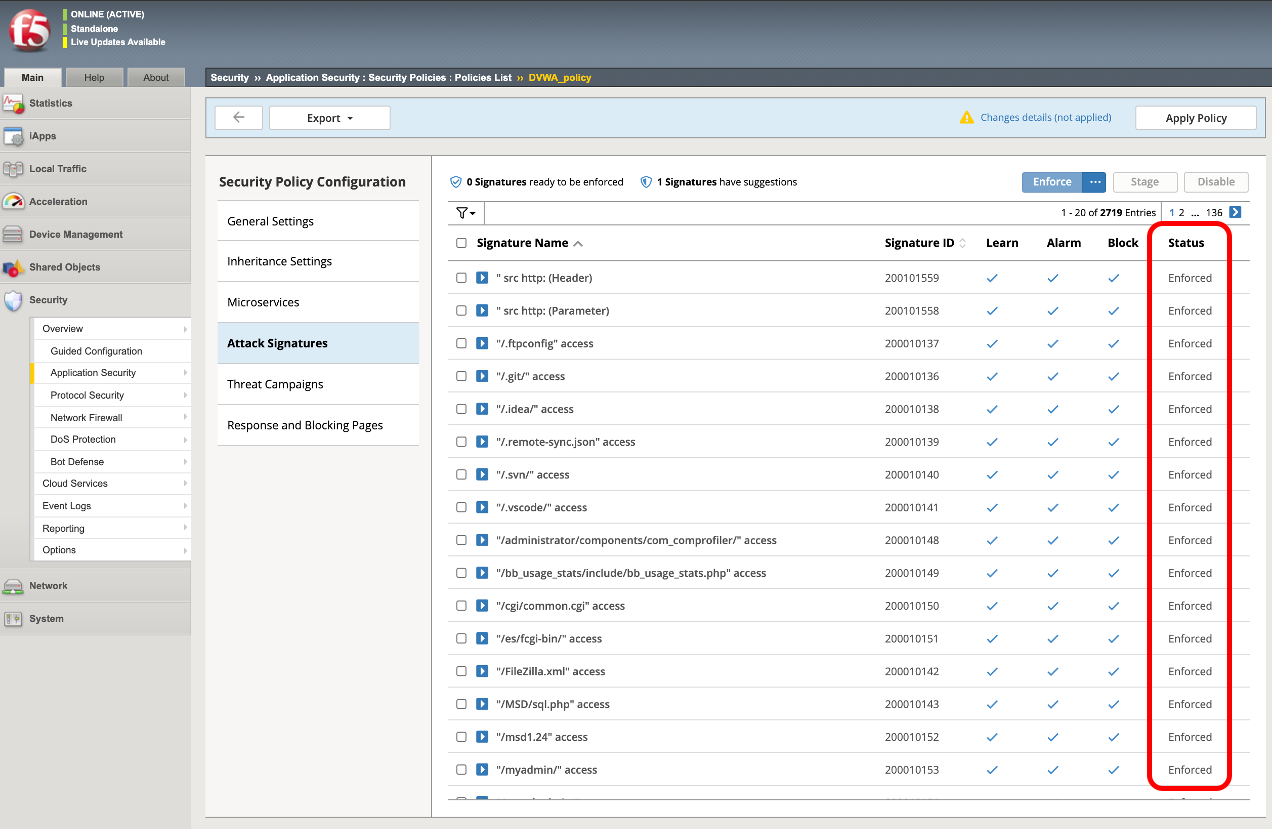 f5
ONLINE (ACTIVE)
Standalone
Live Updates Available
Main Help About
Security ›› Application Security : Security Policies : Policies List ›› DVWA_policy
Statistics
iApps
Local Traffic
Acceleration
Device Management
Shared Objects
Security
Overview
Guided Configuration
Application Security
Protocol Security
Network Firewall
DoS Protection
Bot Defense
Cloud Services
Event Logs
Reporting
Options
Network
System
Export
Changes details (not applied)
Apply Policy
Security Policy Configuration
General Settings
Inheritance Settings
Microservices
Attack Signatures
Threat Campaigns
Response and Blocking Pages
0 Signatures ready to be enforced 1 Signatures have suggestions
Enforce ... Stage Disable
1 - 20 of 2719 Entries 1 2 ... 136
Signature Name Signature ID Learn Alarm Block Status
" src http: (Header) 200101559 Enforced
" src http: (Parameter) 200101558 Enforced
"/.ftpconfig" access 200010137 Enforced
"/.git/" access 200010136 Enforced
"/.idea/" access 200010138 Enforced
"/.remote-sync.json" access 200010139 Enforced
"/.svn/" access 200010140 Enforced
"/.vscode/" access 200010141 Enforced
"/administrator/components/com_comprofiler/" access 200010148 Enforced
"/bb_usage_stats/include/bb_usage_stats.php" access 200010149 Enforced
"/cgi/common.cgi" access 200010150 Enforced
"/es/fcgi-bin/" access 200010151 Enforced
"/FileZilla.xml" access 200010142 Enforced
"/MSD/sql.php" access 200010143 Enforced
"/msd1.24" access 200010152 Enforced
"/myadmin/" access 200010153 Enforced